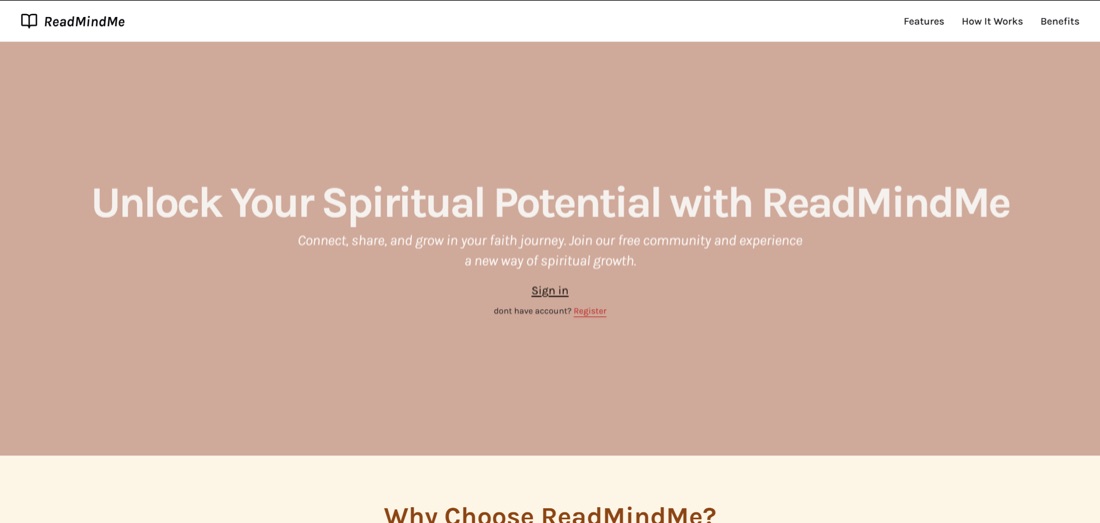 ReadMindMe
Features How It Works Benefits
Unlock Your Spiritual Potential with ReadMindMe
Connect, share, and grow in your faith journey. Join our free community and experience
a new way of spiritual growth.
Sign in
dont have account? Register
Why Choose ReadMindMe?